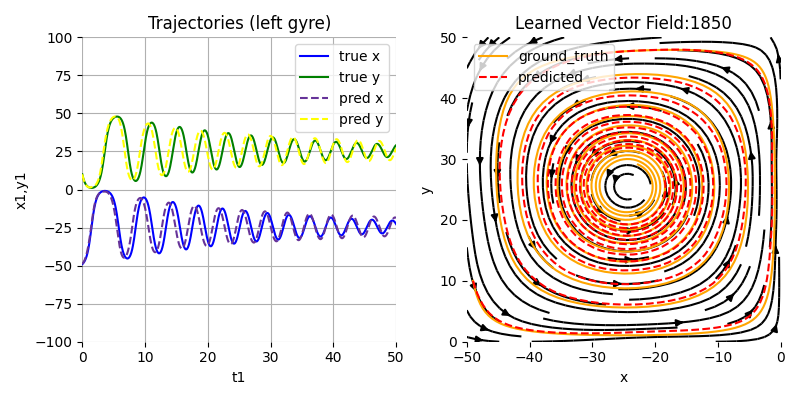 Trajectories (left gyre)
100
75
50
25
0
−25
−50
−75
−100
x1,y1
0
10
20
30
40
50
t1
true x
true y
pred x
pred y
Learned Vector Field:1850
50
40
30
20
10
0
y
−50
−40
−30
−20
−10
0
x
ground_truth
predicted